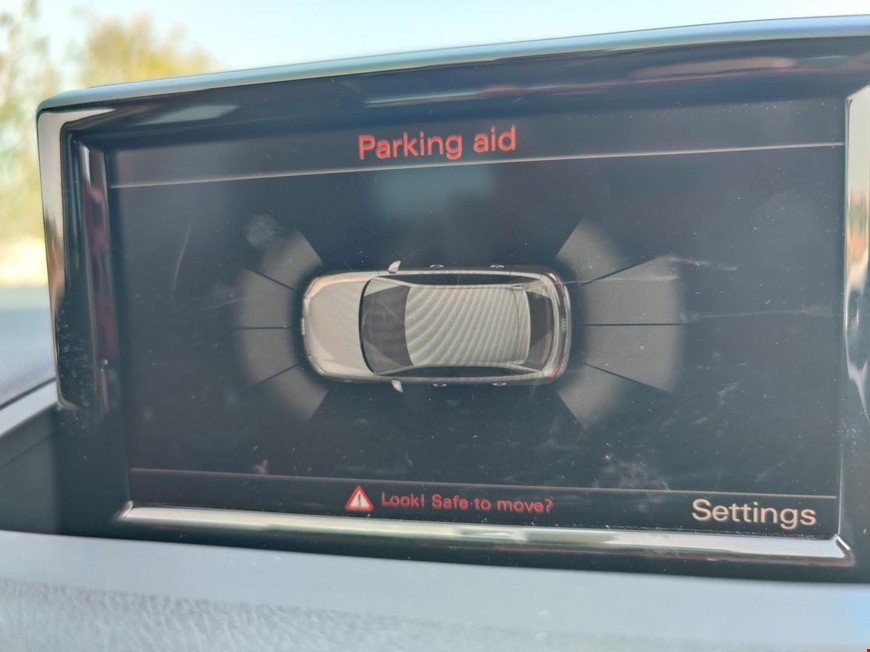 Parking aid
Look! Safe to move?
Settings